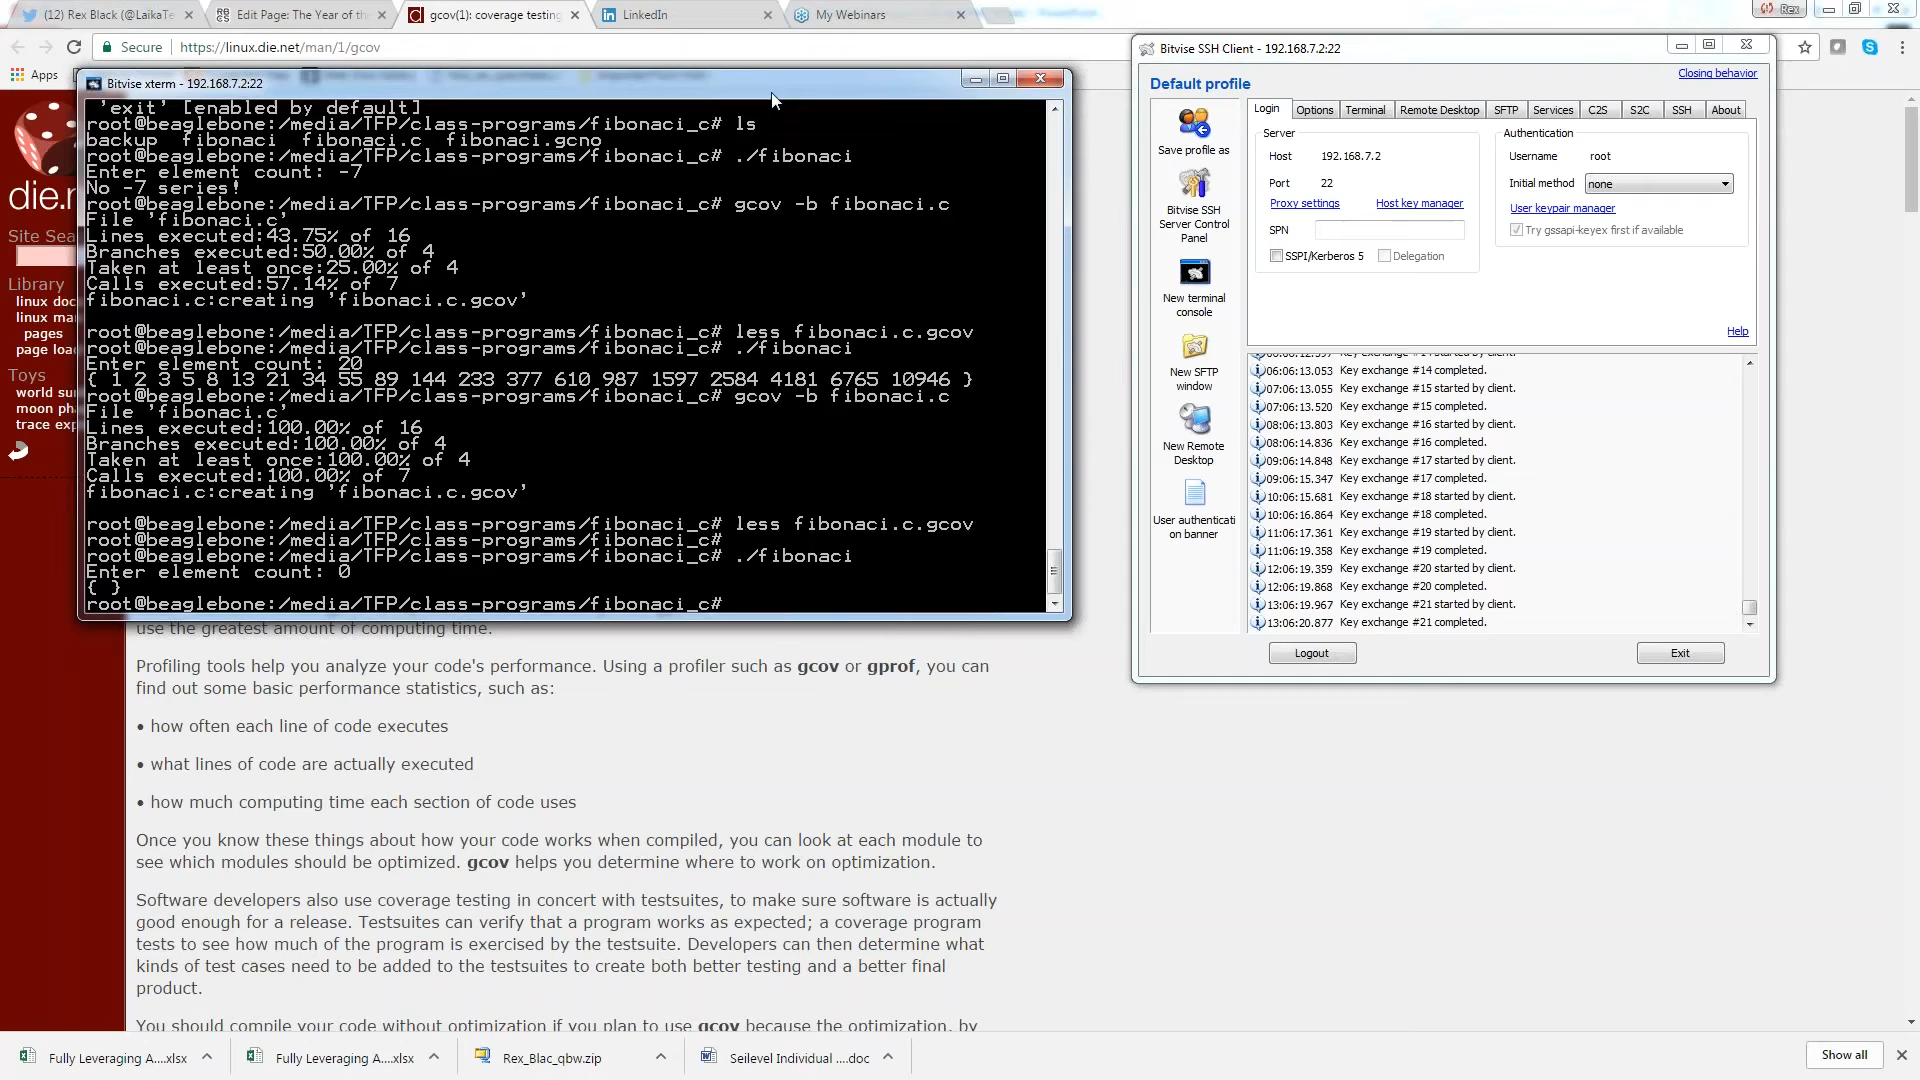 (12) Rex Black (@LaikaTe
Edit Page: The Year of the
gcov(1): coverage testing
LinkedIn
My Webinars
Rex
Secure
https://linux.die.net/man/1/gcov
Apps
Bitvise xterm - 192.168.7.2:22
'exit' [enabled by default]
root@beaglebone:/media/TFP/class-programs/fibonaci_c# ls
backup fibonaci fibonaci.c fibonaci.gcno
root@beaglebone:/media/TFP/class-programs/fibonaci_c# ./fibonaci
Enter element count: -7
No -7 series!
root@beaglebone:/media/TFP/class-programs/fibonaci_c# gcov -b fibonaci.c
File 'fibonaci.c'
Lines executed:43.75% of 16
Branches executed:50.00% of 4
Taken at least once:25.00% of 4
Calls executed:57.14% of 7
fibonaci.c:creating 'fibonaci.c.gcov'
root@beaglebone:/media/TFP/class-programs/fibonaci_c# less fibonaci.c.gcov
root@beaglebone:/media/TFP/class-programs/fibonaci_c# ./fibonaci
Enter element count: 20
{ 1 2 3 5 8 13 21 34 55 89 144 233 377 610 987 1597 2584 4181 6765 10946 }
root@beaglebone:/media/TFP/class-programs/fibonaci_c# gcov -b fibonaci.c
File 'fibonaci.c'
Lines executed:100.00% of 16
Branches executed:100.00% of 4
Taken at least once:100.00% of 4
Calls executed:100.00% of 7
fibonaci.c:creating 'fibonaci.c.gcov'
root@beaglebone:/media/TFP/class-programs/fibonaci_c# less fibonaci.c.gcov
root@beaglebone:/media/TFP/class-programs/fibonaci_c#
root@beaglebone:/media/TFP/class-programs/fibonaci_c# ./fibonaci
Enter element count: 0
{ }
root@beaglebone:/media/TFP/class-programs/fibonaci_c#
die.n
Site Sea
Library
linux doc
linux ma
pages
page loa
Toys
world sur
moon ph
trace exp
use the greatest amount of computing time.
Profiling tools help you analyze your code's performance. Using a profiler such as gcov or gprof, you can
find out some basic performance statistics, such as:
• how often each line of code executes
• what lines of code are actually executed
• how much computing time each section of code uses
Once you know these things about how your code works when compiled, you can look at each module to
see which modules should be optimized. gcov helps you determine where to work on optimization.
Software developers also use coverage testing in concert with testsuites, to make sure software is actually
good enough for a release. Testsuites can verify that a program works as expected; a coverage program
tests to see how much of the program is exercised by the testsuite. Developers can then determine what
kinds of test cases need to be added to the testsuites to create both better testing and a better final
product.
You should compile your code without optimization if you plan to use gcov because the optimization, by
Bitvise SSH Client - 192.168.7.2:22
Default profile
Closing behavior
Save profile as
Bitvise SSH
Server Control
Panel
New terminal
console
New SFTP
window
New Remote
Desktop
User authenticati
on banner
Login Options Terminal Remote Desktop SFTP Services C2S S2C SSH About
Server
Host 192.168.7.2
Port 22
Proxy settings Host key manager
SPN
SSPI/Kerberos 5 Delegation
Authentication
Username root
Initial method none
User keypair manager
Try gssapi-keyex first if available
Help
06:06:13.053 Key exchange #14 completed.
07:06:13.055 Key exchange #15 started by client.
07:06:13.520 Key exchange #15 completed.
08:06:13.803 Key exchange #16 started by client.
08:06:14.836 Key exchange #16 completed.
09:06:14.848 Key exchange #17 started by client.
09:06:15.347 Key exchange #17 completed.
10:06:15.681 Key exchange #18 started by client.
10:06:16.864 Key exchange #18 completed.
11:06:17.361 Key exchange #19 started by client.
11:06:19.358 Key exchange #19 completed.
12:06:19.359 Key exchange #20 started by client.
12:06:19.868 Key exchange #20 completed.
13:06:19.967 Key exchange #21 started by client.
13:06:20.877 Key exchange #21 completed.
Logout
Exit
Fully Leveraging A....xlsx
Fully Leveraging A....xlsx
Rex_Blac_qbw.zip
Seilevel Individual ....doc
Show all